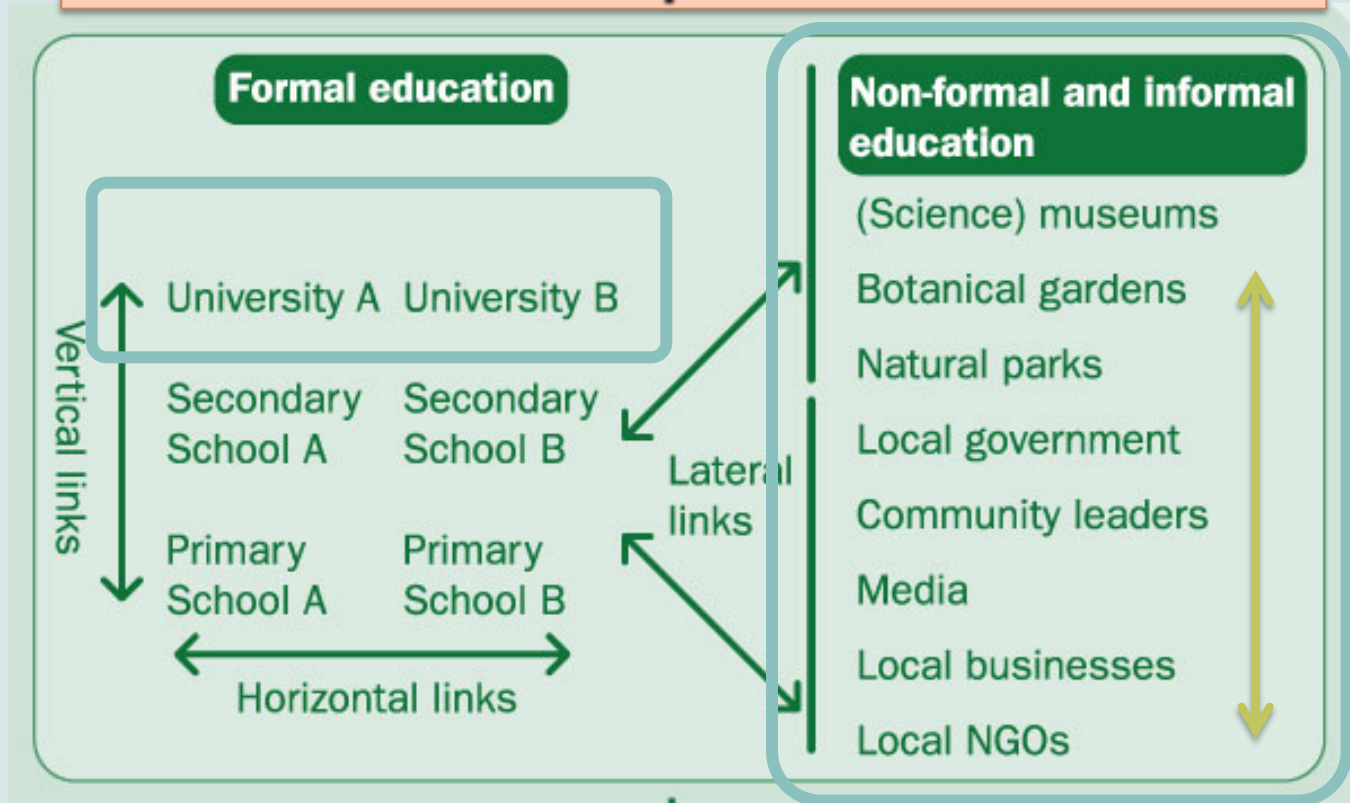 Formal education
University A University B
Secondary Secondary
School A School B
Primary Primary
School A School B
Vertical links
Horizontal links
Lateral
links
Non-formal and informal
education
(Science) museums
Botanical gardens
Natural parks
Local government
Community leaders
Media
Local businesses
Local NGOs